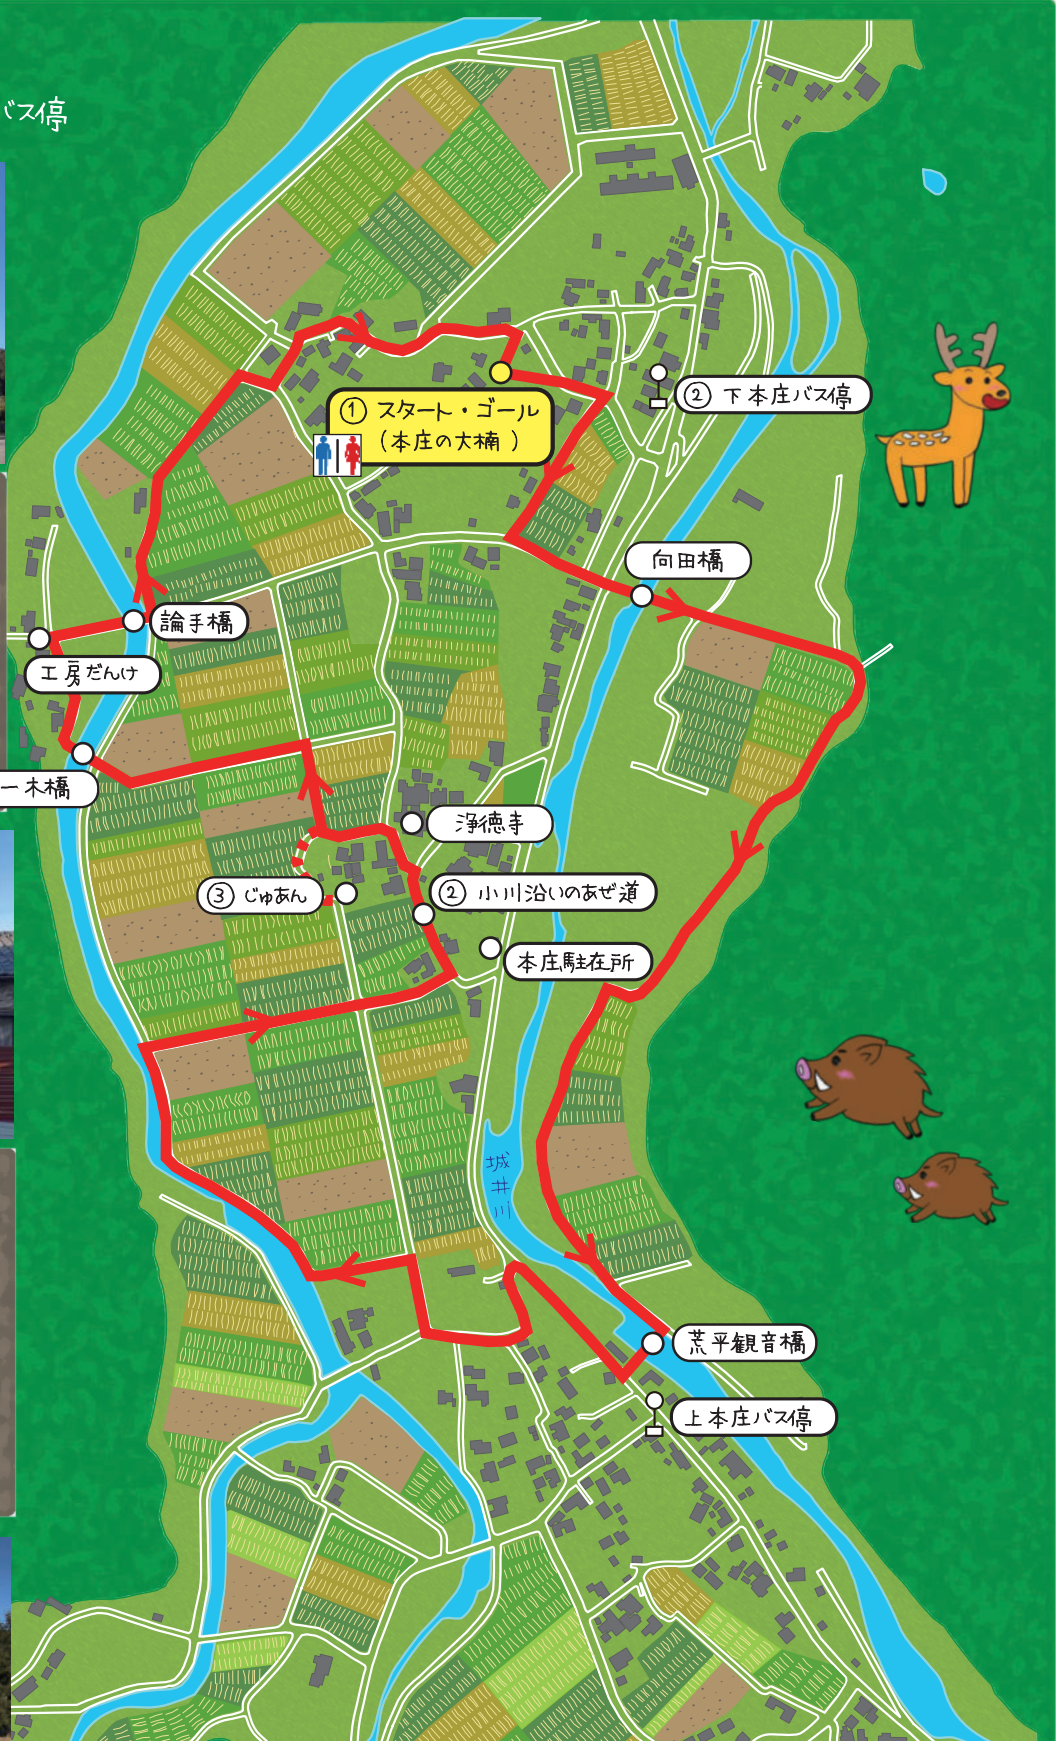 バス停
② 下本庄バス停
① スタート・ゴール
（本庄の大楠）
向田橋
論手橋
工房だんけ
一木橋
浄徳寺
③ じゅあん
② 小川沿いのあぜ道
本庄駐在所
城井川
荒平観音橋
上本庄バス停